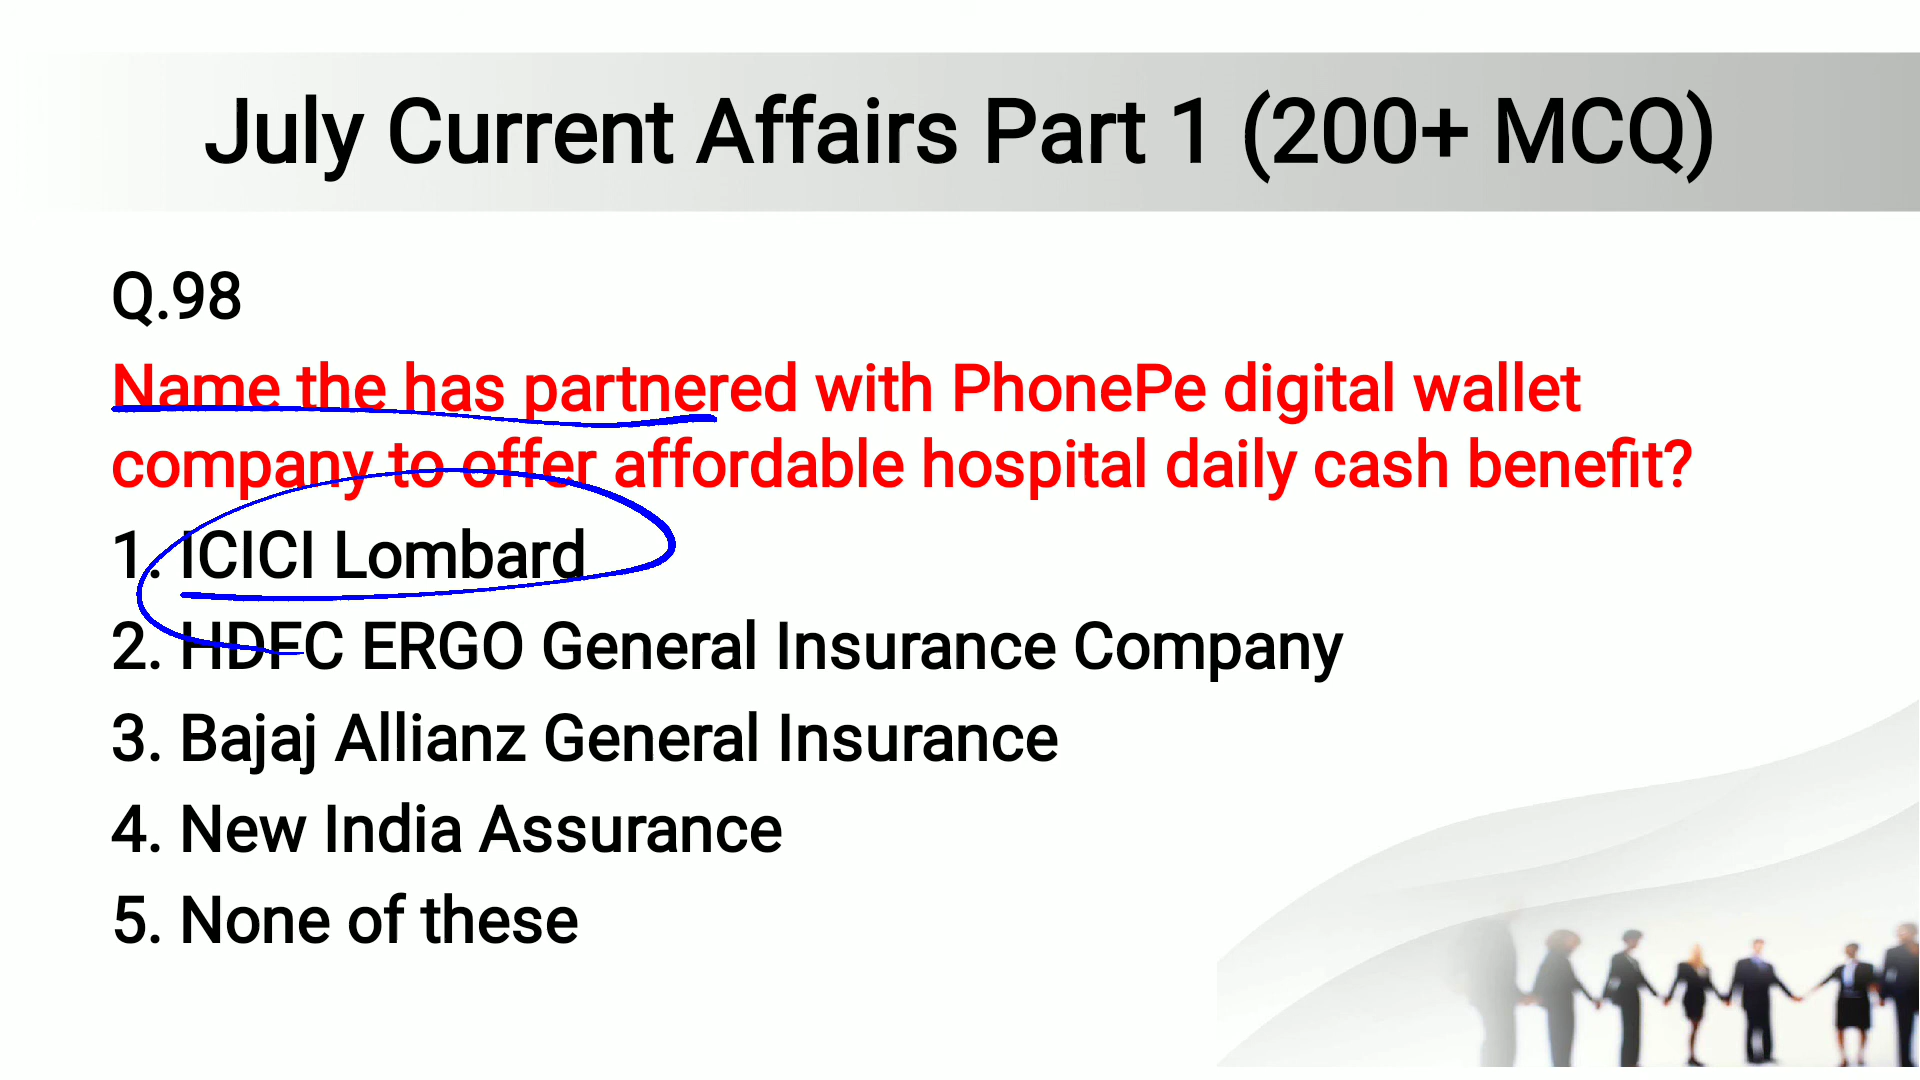 July Current Affairs Part 1 (200+ MCQ)
Q.98
Name the has partnered with PhonePe digital wallet
company to offer affordable hospital daily cash benefit?
1. ICICI Lombard
2. HDFC ERGO General Insurance Company
3. Bajaj Allianz General Insurance
4. New India Assurance
5. None of these